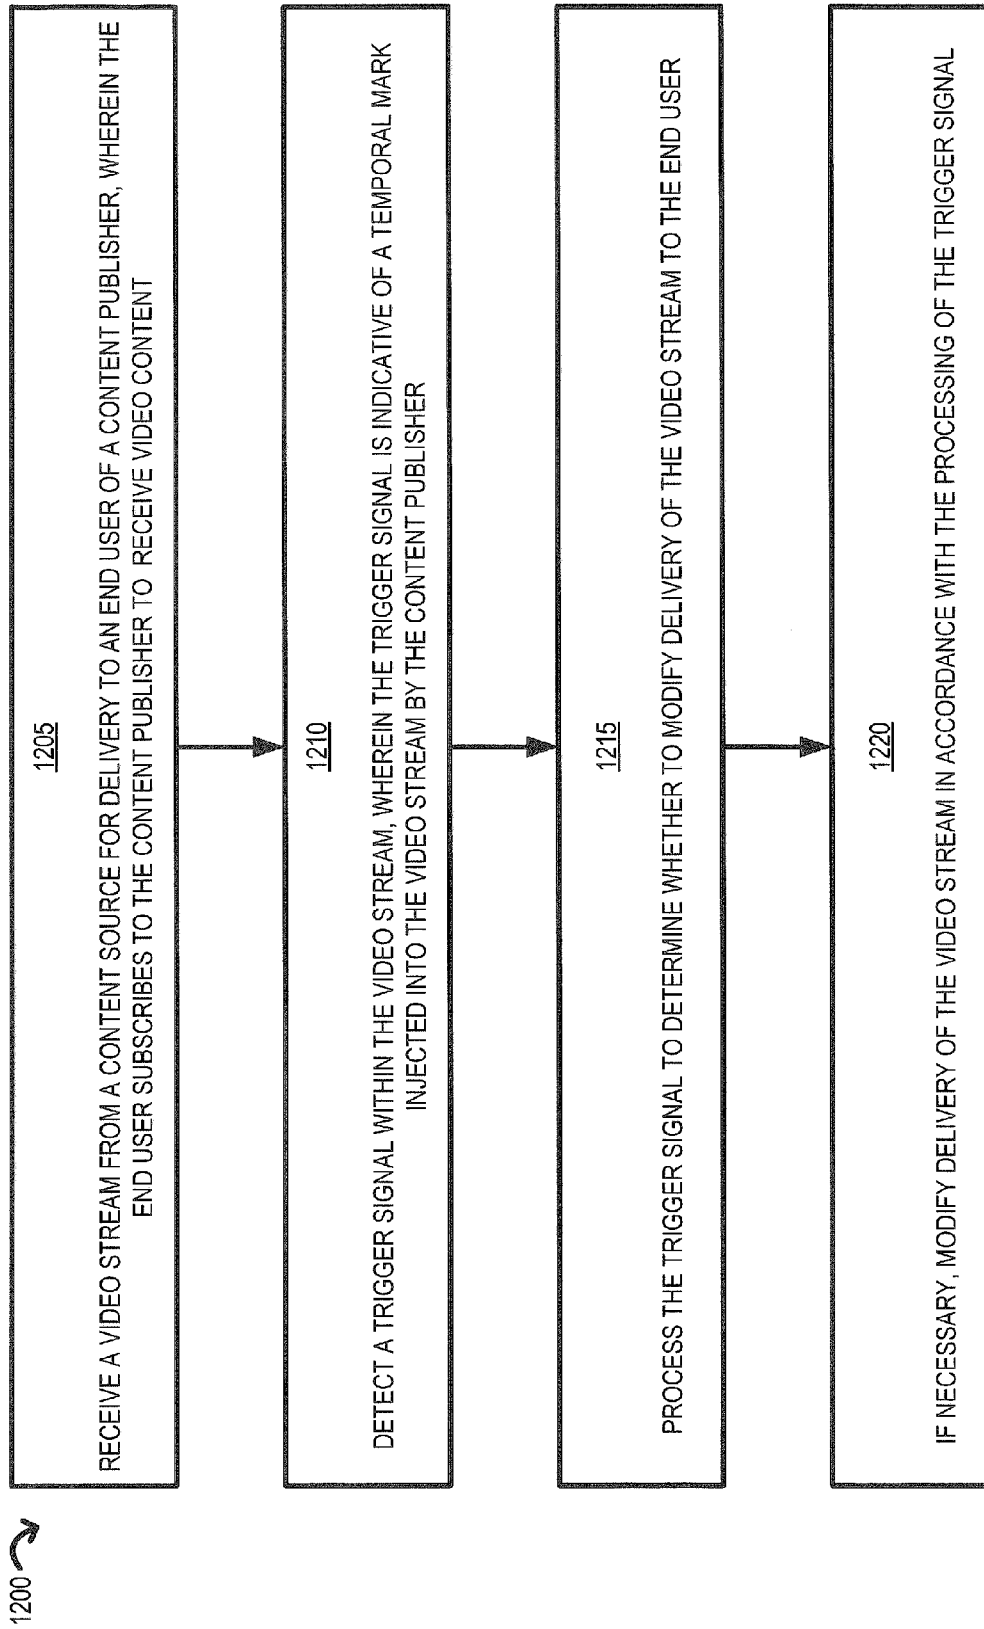 1200
1205
RECEIVE A VIDEO STREAM FROM A CONTENT SOURCE FOR DELIVERY TO AN END USER OF A CONTENT PUBLISHER, WHEREIN THE
END USER SUBSCRIBES TO THE CONTENT PUBLISHER TO RECEIVE VIDEO CONTENT
1210
DETECT A TRIGGER SIGNAL WITHIN THE VIDEO STREAM, WHEREIN THE TRIGGER SIGNAL IS INDICATIVE OF A TEMPORAL MARK
INJECTED INTO THE VIDEO STREAM BY THE CONTENT PUBLISHER
1215
PROCESS THE TRIGGER SIGNAL TO DETERMINE WHETHER TO MODIFY DELIVERY OF THE VIDEO STREAM TO THE END USER
1220
IF NECESSARY, MODIFY DELIVERY OF THE VIDEO STREAM IN ACCORDANCE WITH THE PROCESSING OF THE TRIGGER SIGNAL